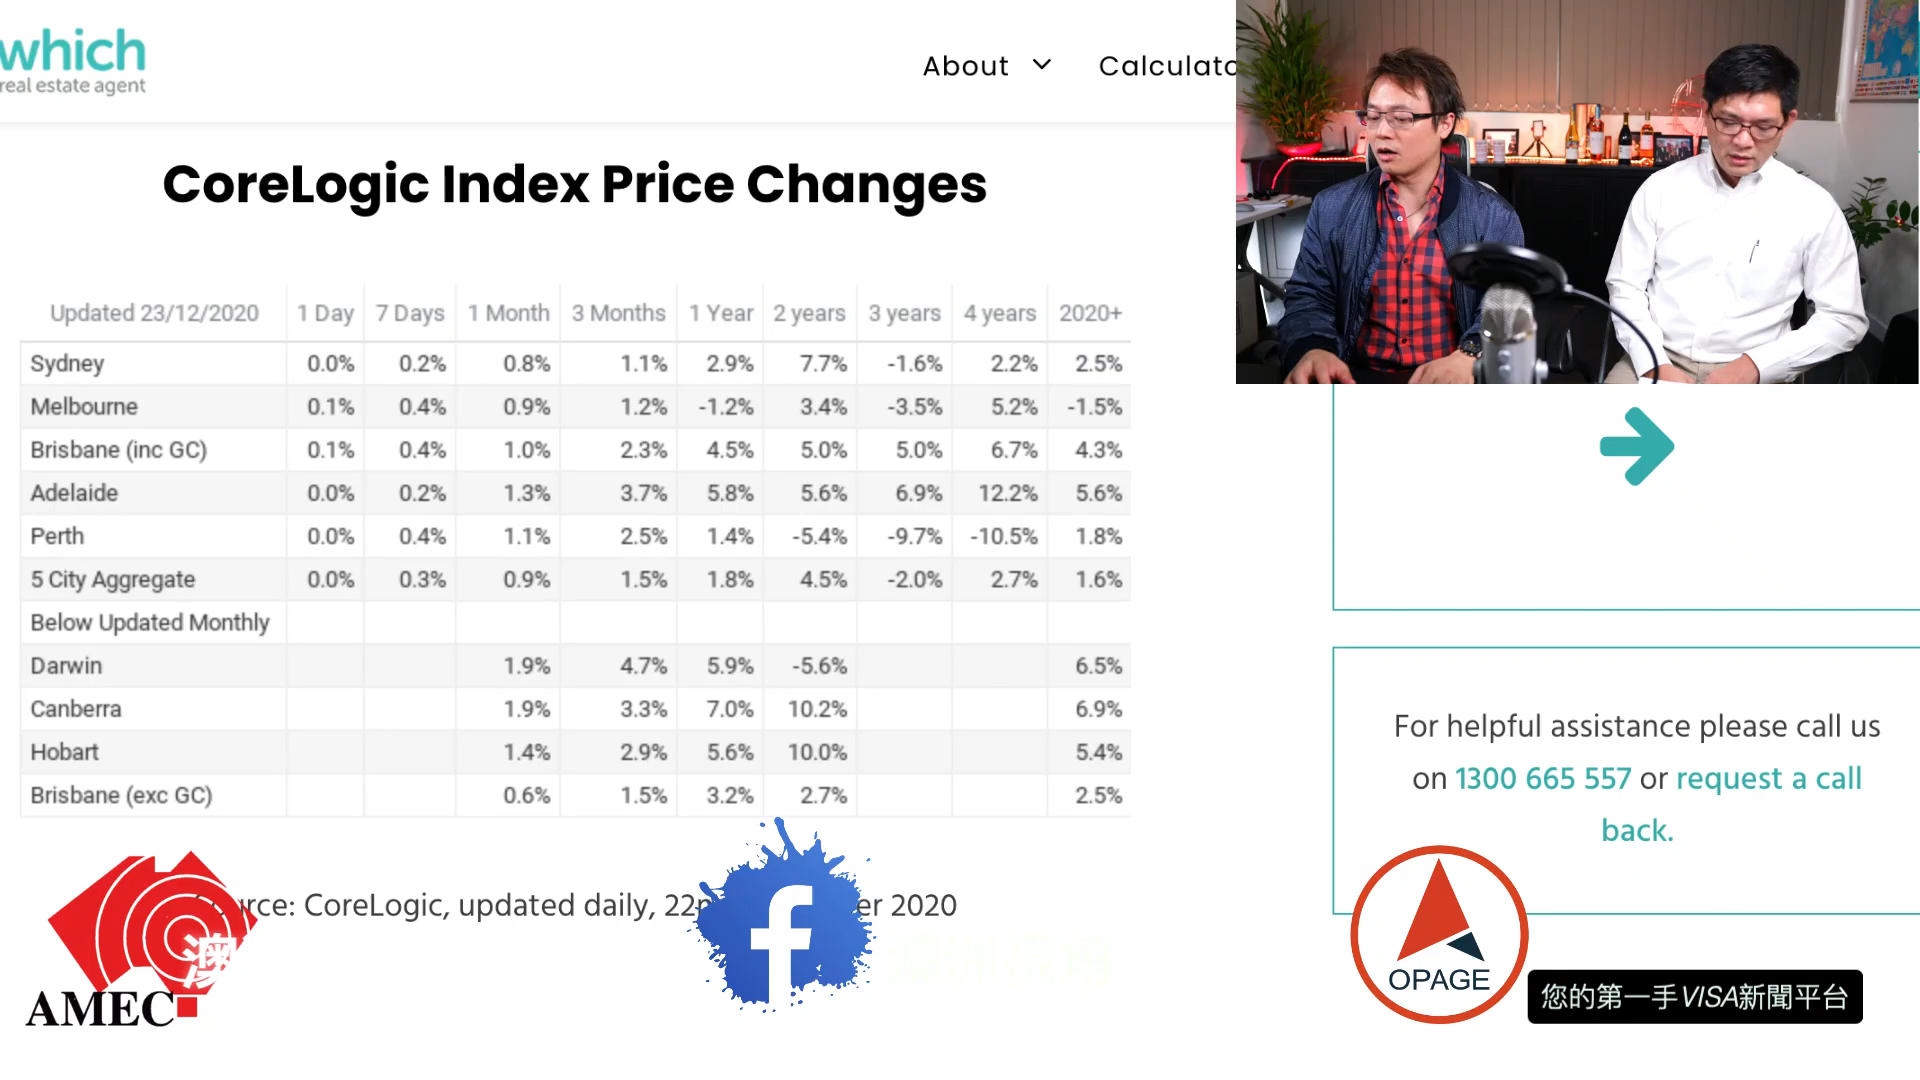 which
real estate agent
About
Calculato
CoreLogic Index Price Changes
Updated 23/12/2020 1 Day 7 Days 1 Month 3 Months 1 Year 2 years 3 years 4 years 2020+
Sydney 0.0% 0.2% 0.8% 1.1% 2.9% 7.7% -1.6% 2.2% 2.5%
Melbourne 0.1% 0.4% 0.9% 1.2% -1.2% 3.4% -3.5% 5.2% -1.5%
Brisbane (inc GC) 0.1% 0.4% 1.0% 2.3% 4.5% 5.0% 5.0% 6.7% 4.3%
Adelaide 0.0% 0.2% 1.3% 3.7% 5.8% 5.6% 6.9% 12.2% 5.6%
Perth 0.0% 0.4% 1.1% 2.5% 1.4% -5.4% -9.7% -10.5% 1.8%
5 City Aggregate 0.0% 0.3% 0.9% 1.5% 1.8% 4.5% -2.0% 2.7% 1.6%
Below Updated Monthly
Darwin 1.9% 4.7% 5.9% -5.6% 6.5%
Canberra 1.9% 3.3% 7.0% 10.2% 6.9%
Hobart 1.4% 2.9% 5.6% 10.0% 5.4%
Brisbane (exc GC) 0.6% 1.5% 3.2% 2.7% 2.5%
rce: CoreLogic, updated daily, 22 er 2020
For helpful assistance please call us
on 1300 665 557 or request a call
back.
澳
AMEC
f
OPAGE
您的第一手VISA新聞平台